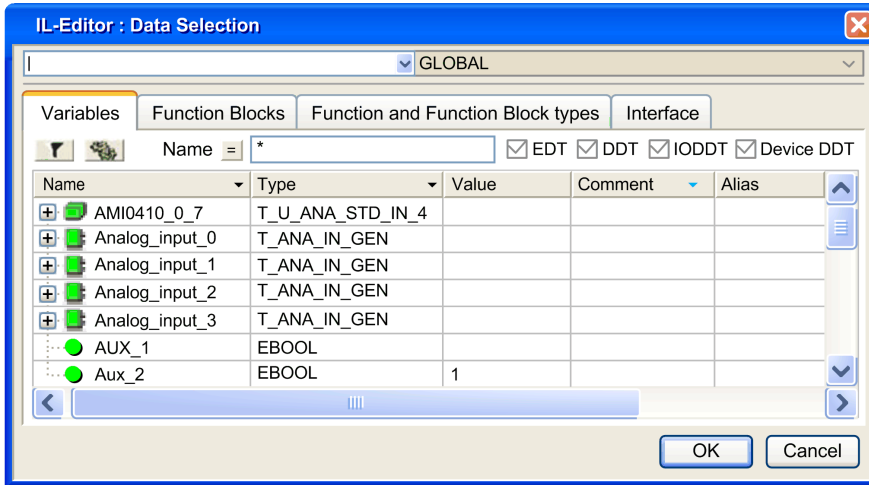 IL-Editor : Data Selection
GLOBAL
Variables Function Blocks Function and Function Block types Interface
Name = * EDT DDT IODDT Device DDT
Name Type Value Comment Alias
AMI0410_0_7 T_U_ANA_STD_IN_4
Analog_input_0 T_ANA_IN_GEN
Analog_input_1 T_ANA_IN_GEN
Analog_input_2 T_ANA_IN_GEN
Analog_input_3 T_ANA_IN_GEN
AUX_1 EBOOL
Aux_2 EBOOL 1
OK Cancel